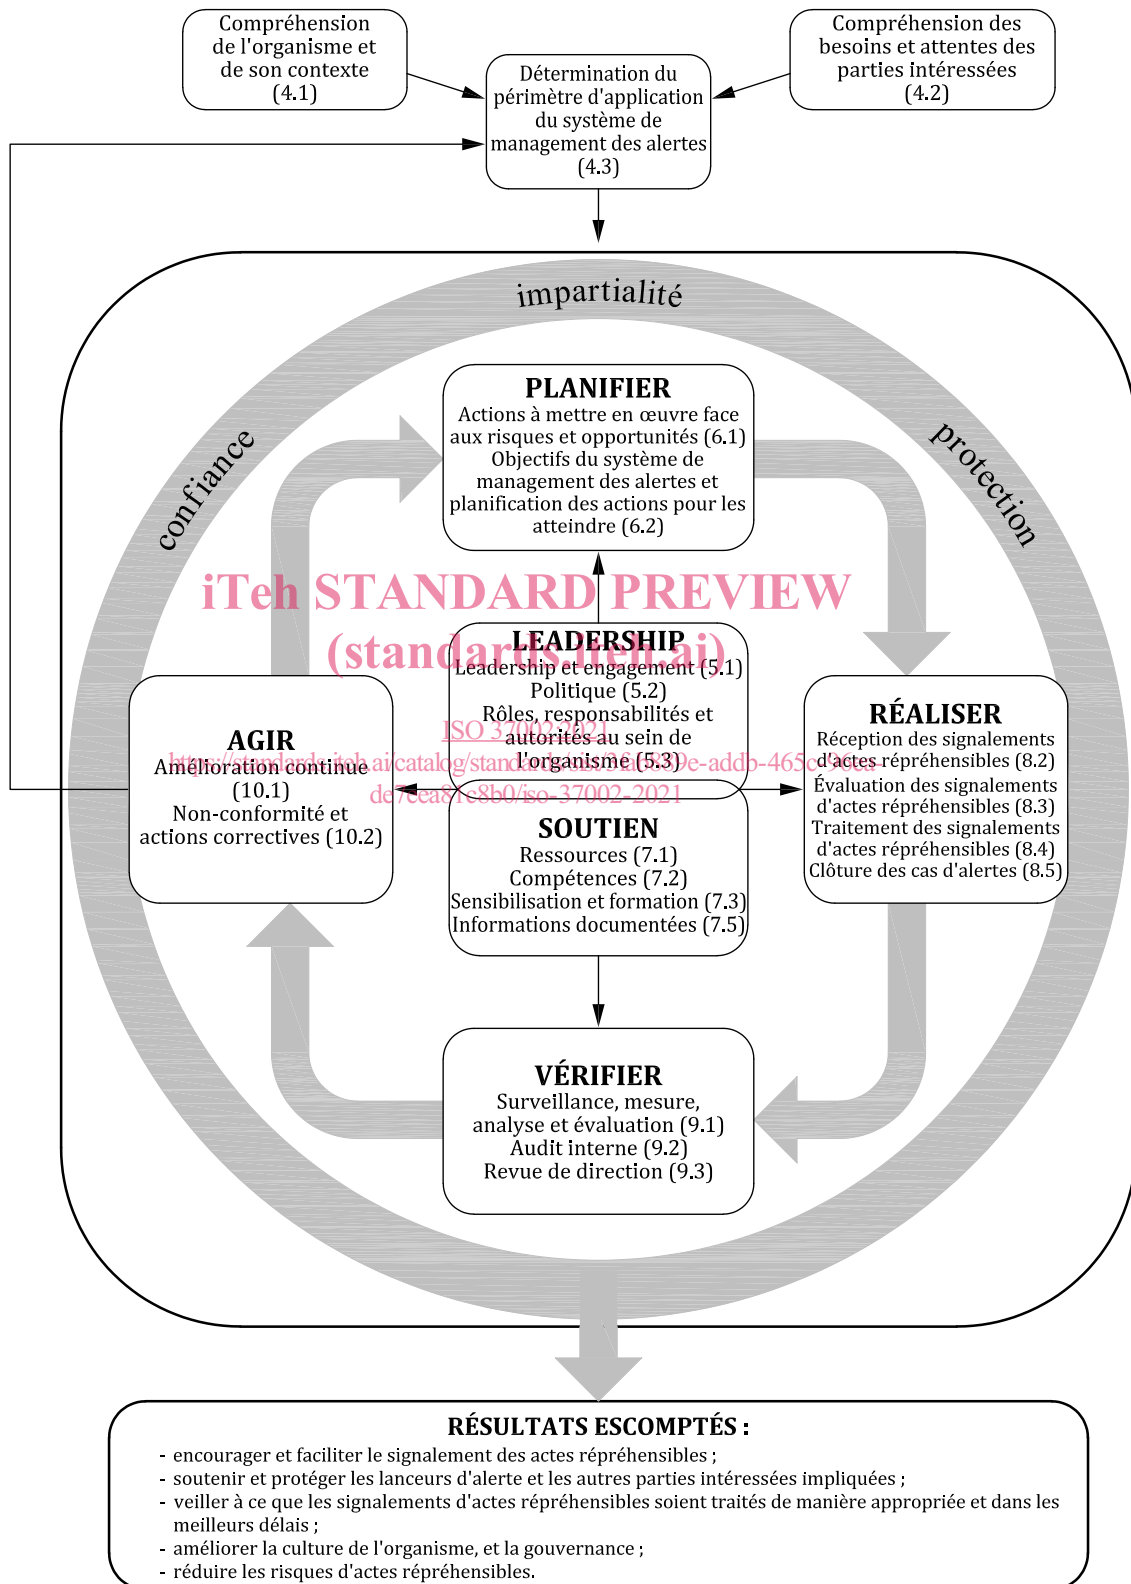 Compréhension
de l'organisme et
de son contexte
(4.1)
Compréhension des
besoins et attentes des
parties intéressées
(4.2)
Détermination du
périmètre d'application
du système de
management des alertes
(4.3)
impartialité
confiance
protection
PLANIFIER
Actions à mettre en œuvre face
aux risques et opportunités (6.1)
Objectifs du système de
management des alertes et
planification des actions pour les
atteindre (6.2)
iTeh STANDARD PREVIEW
(standards.iteh.ai)
LEADERSHIP
Leadership et engagement (5.1)
Politique (5.2)
Rôles, responsabilités et
autorités au sein de
l'organisme (5.3)
ISO 37002:2021
RÉALISER
Réception des signalements
d'actes répréhensibles (8.2)
Évaluation des signalements
d'actes répréhensibles (8.3)
Traitement des signalements
d'actes répréhensibles (8.4)
Clôture des cas d'alertes (8.5)
AGIR
Amélioration continue
(10.1)
Non-conformité et
actions correctives (10.2)
de7eea81c8b0/iso-37002-2021
SOUTIEN
Ressources (7.1)
Compétences (7.2)
Sensibilisation et formation (7.3)
Informations documentées (7.5)
VÉRIFIER
Surveillance, mesure,
analyse et évaluation (9.1)
Audit interne (9.2)
Revue de direction (9.3)
RÉSULTATS ESCOMPTÉS :
- encourager et faciliter le signalement des actes répréhensibles ;
- soutenir et protéger les lanceurs d'alerte et les autres parties intéressées impliquées ;
- veiller à ce que les signalements d'actes répréhensibles soient traités de manière appropriée et dans les
meilleurs délais ;
- améliorer la culture de l'organisme, et la gouvernance ;
- réduire les risques d'actes répréhensibles.